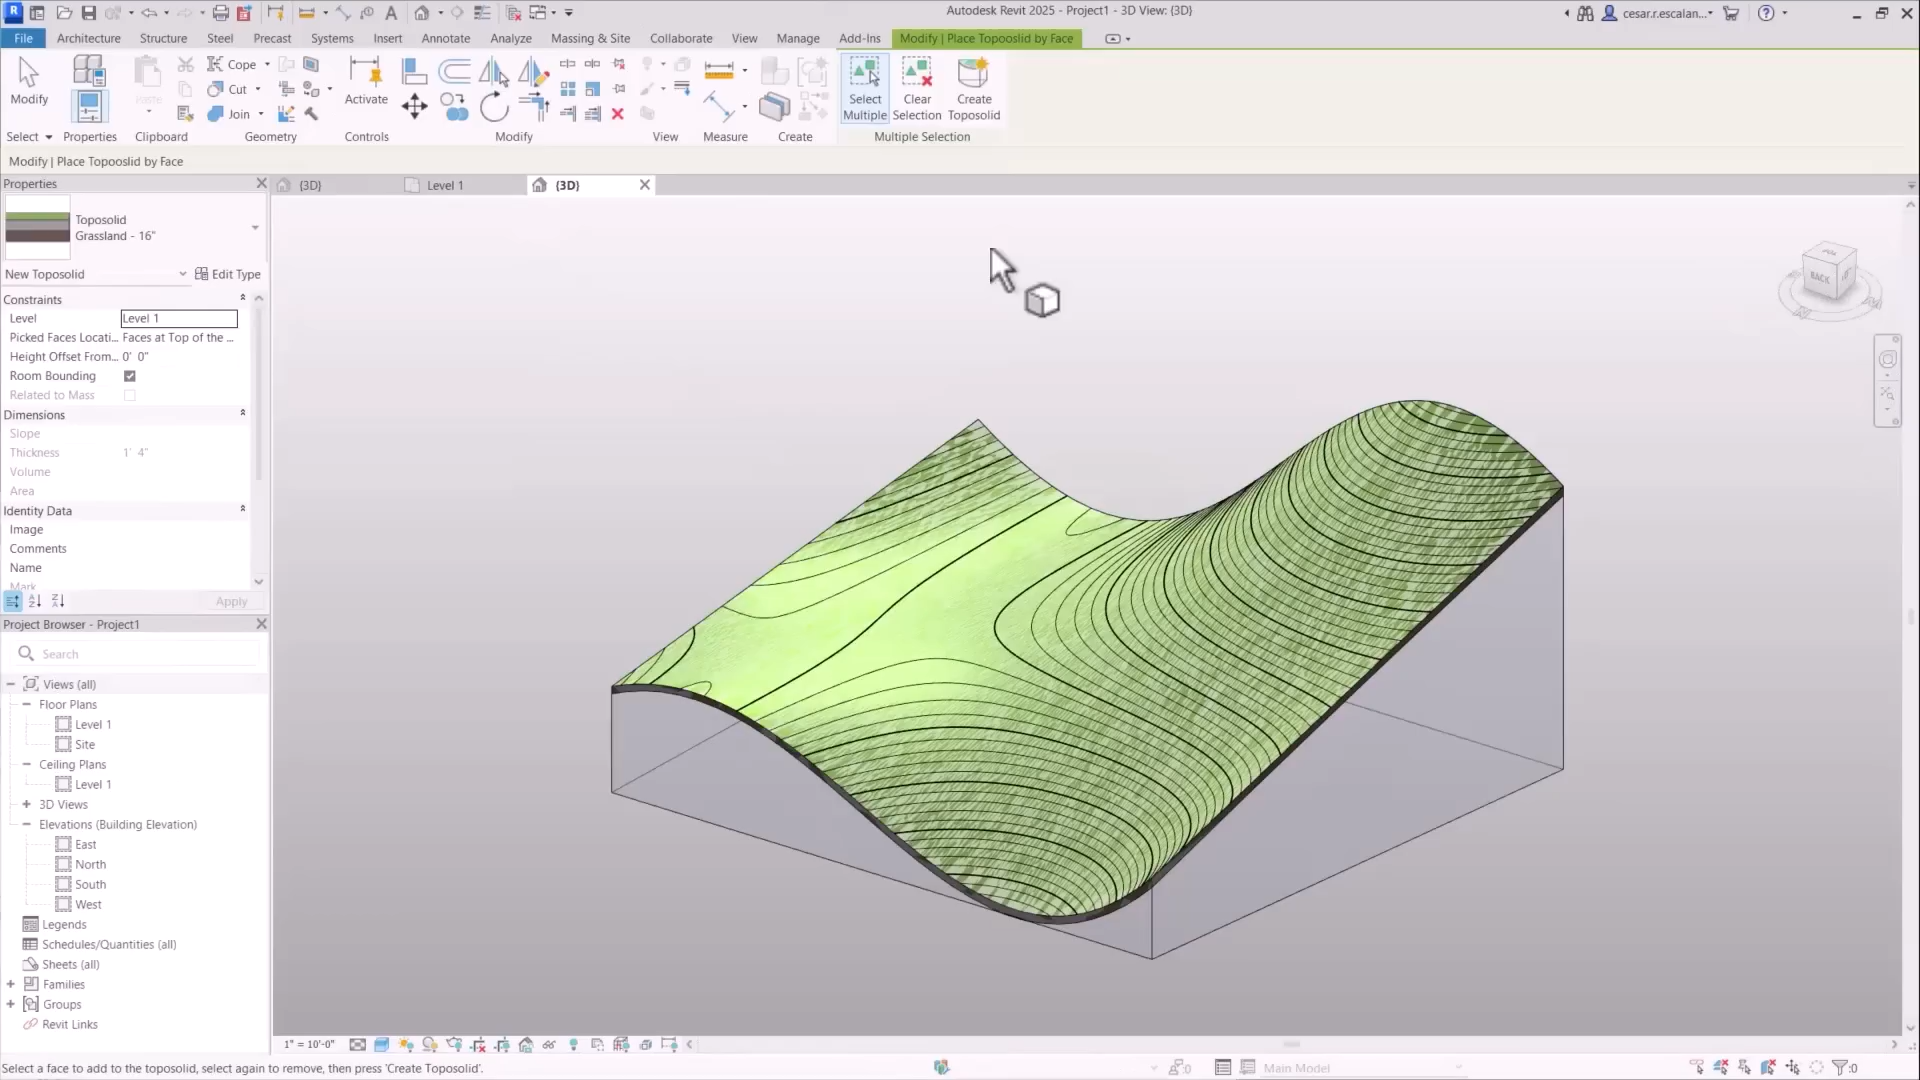 Autodesk Revit 2025 - Project1 - 3D View: {3D}
cesar.r.escalan...
File
Architecture
Structure
Steel
Precast
Systems
Insert
Annotate
Analyze
Massing & Site
Collaborate
View
Manage
Add-Ins
Modify | Place Topooslid by Face
Modify
Properties
Paste
Cope
Cut
Join
Activate
Select Multiple
Clear Selection
Create Toposolid
Select
Properties
Clipboard
Geometry
Controls
Modify
View
Measure
Create
Multiple Selection
Modify | Place Topooslid by Face
Properties
{3D}
Level 1
{3D}
Toposolid
Grassland - 16"
New Toposolid
Edit Type
Constraints
Level
Level 1
Picked Faces Locati...
Faces at Top of the ...
Height Offset From...
0' 0"
Room Bounding
Related to Mass
Dimensions
Slope
Thickness
1' 4"
Volume
Area
Identity Data
Image
Comments
Name
Mark
Apply
Project Browser - Project1
Search
Views (all)
Floor Plans
Level 1
Site
Ceiling Plans
Level 1
3D Views
Elevations (Building Elevation)
East
North
South
West
Legends
Schedules/Quantities (all)
Sheets (all)
Families
Groups
Revit Links
BACK
1" = 10'-0"
Select a face to add to the toposolid, select again to remove, then press 'Create Toposolid'.
:0
Main Model
:0